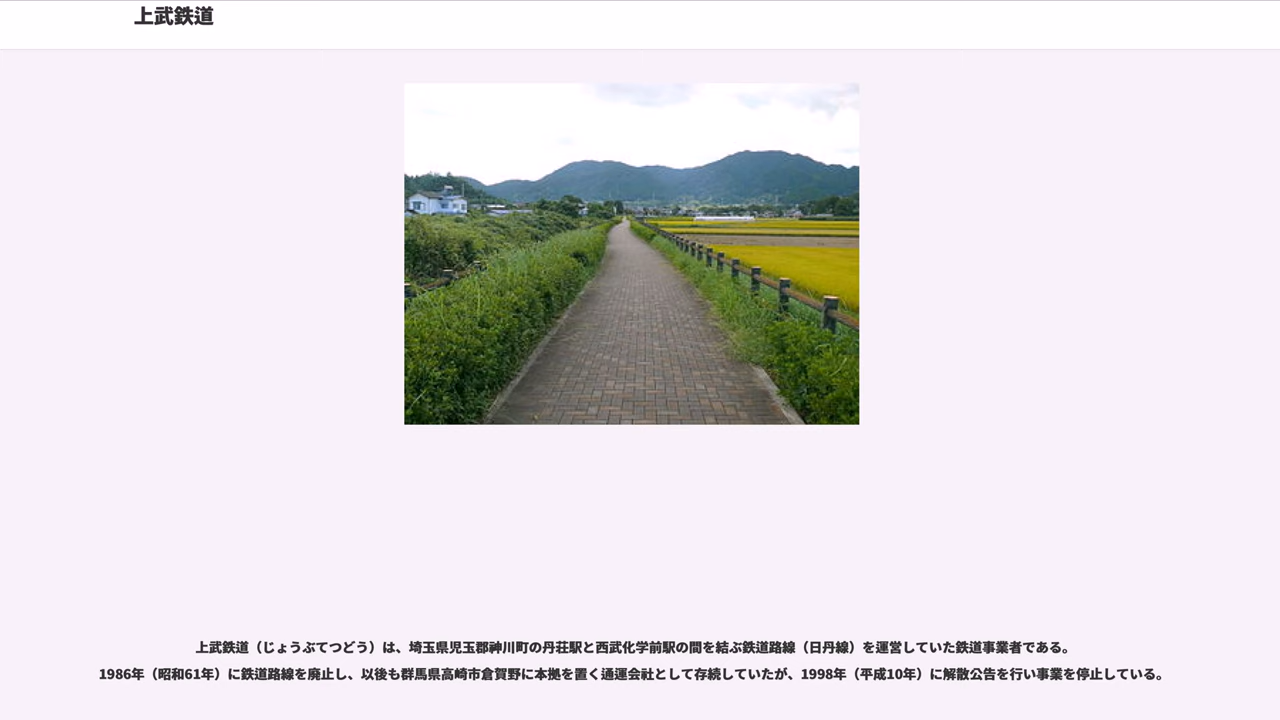 上武鉄道
上武鉄道（じょうぶてつどう）は、埼玉県児玉郡神川町の丹荘駅と西武化学前駅の間を結ぶ鉄道路線（日丹線）を運営していた鉄道事業者である。
1986年（昭和61年）に鉄道路線を廃止し、以後も群馬県高崎市倉賀野に本拠を置く通運会社として存続していたが、1998年（平成10年）に解散公告を行い事業を停止している。